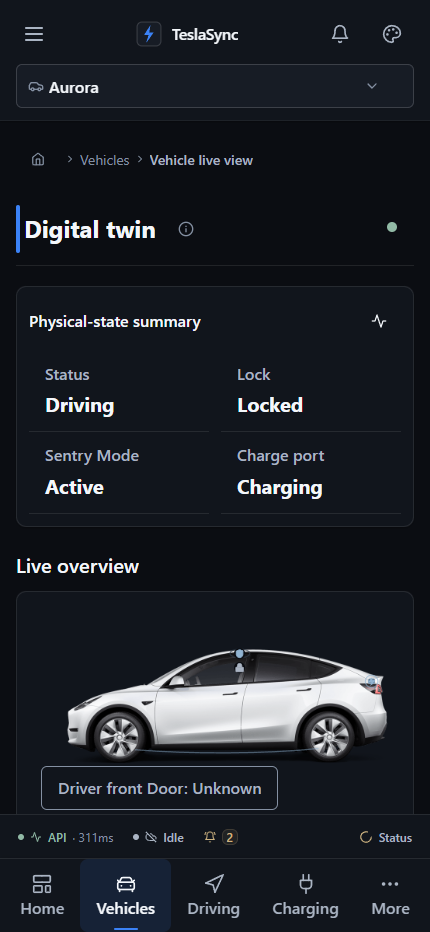 TeslaSync
Aurora
Vehicles
Vehicle live view
Digital twin
Physical-state summary
Status
Lock
Driving
Locked
Sentry Mode
Charge port
Active
Charging
Live overview
Driver front Door: Unknown
API · 311ms
Idle
2
Status
Home
Vehicles
Driving
Charging
More